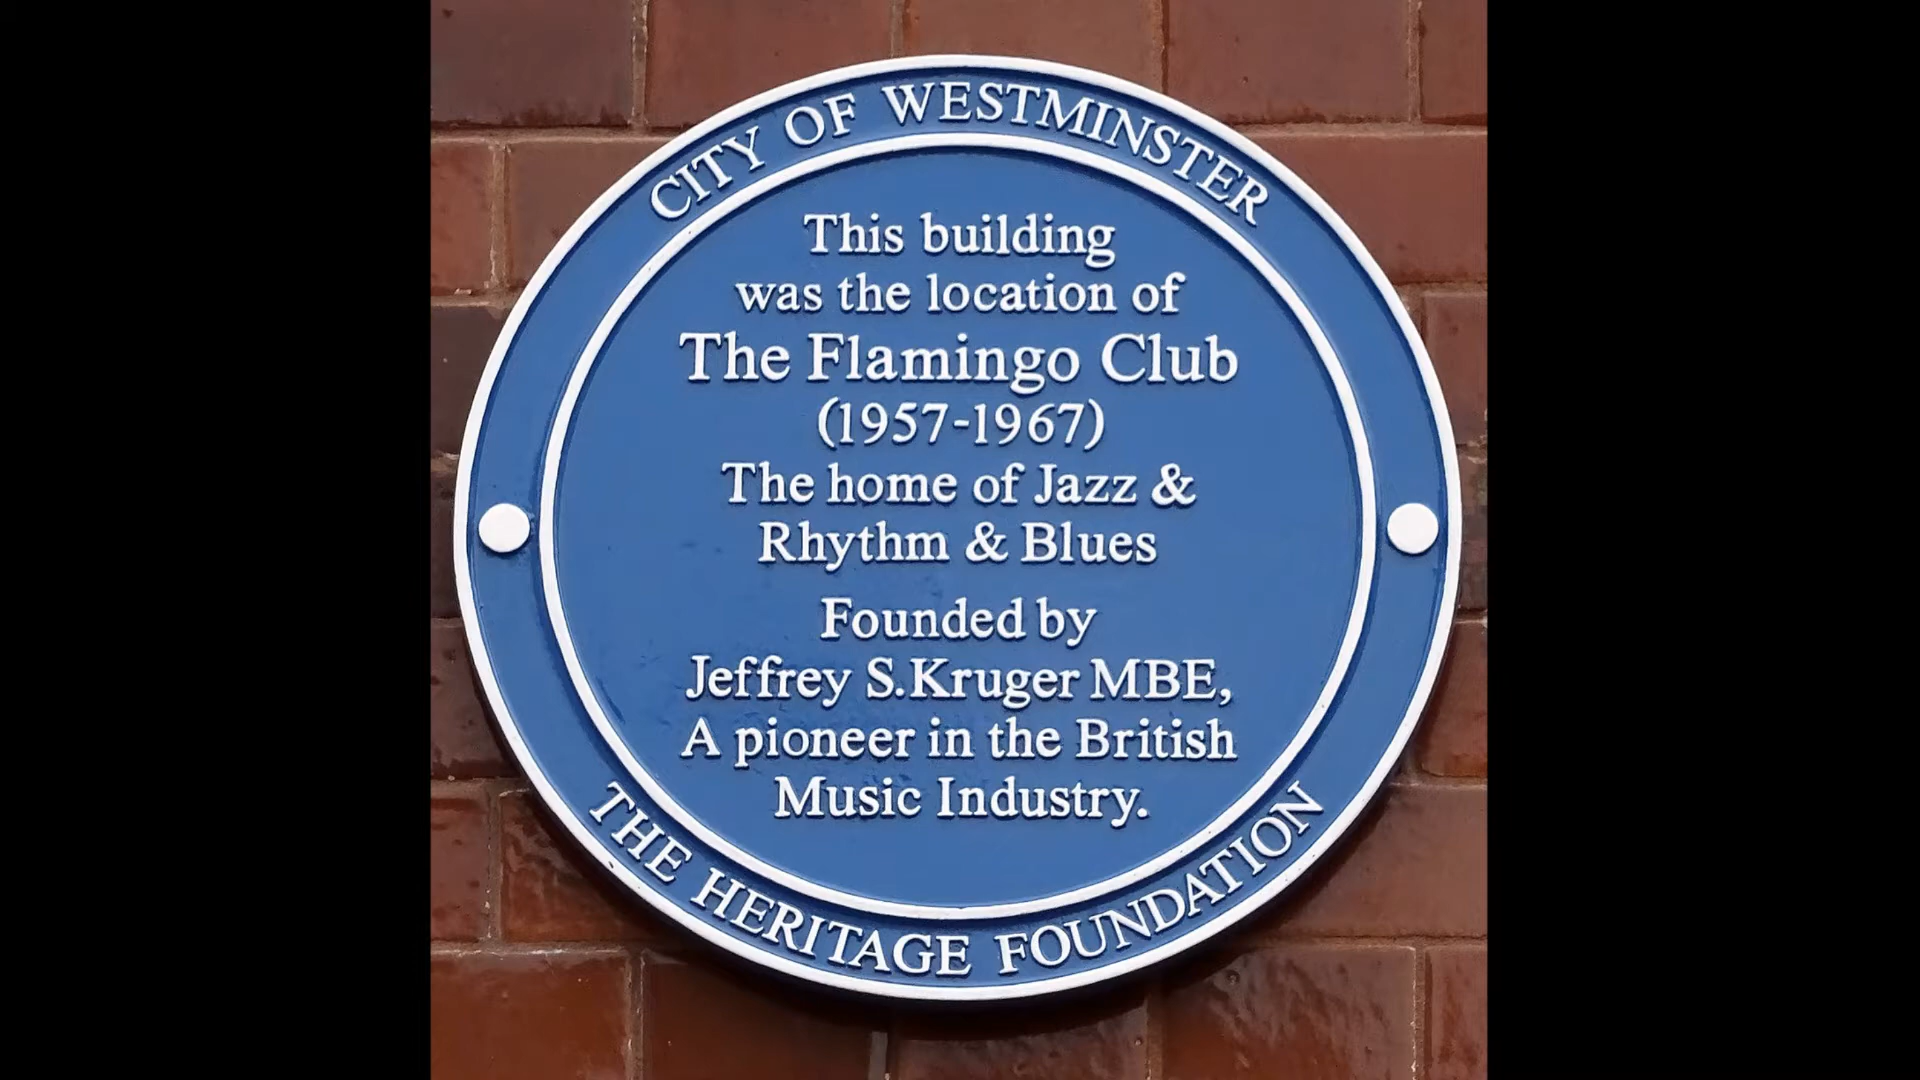 CITY OF WESTMINSTER
This building
was the location of
The Flamingo Club
(1957-1967)
The home of Jazz &
Rhythm & Blues
Founded by
Jeffrey S.Kruger MBE,
A pioneer in the British
Music Industry.
THE HERITAGE FOUNDATION